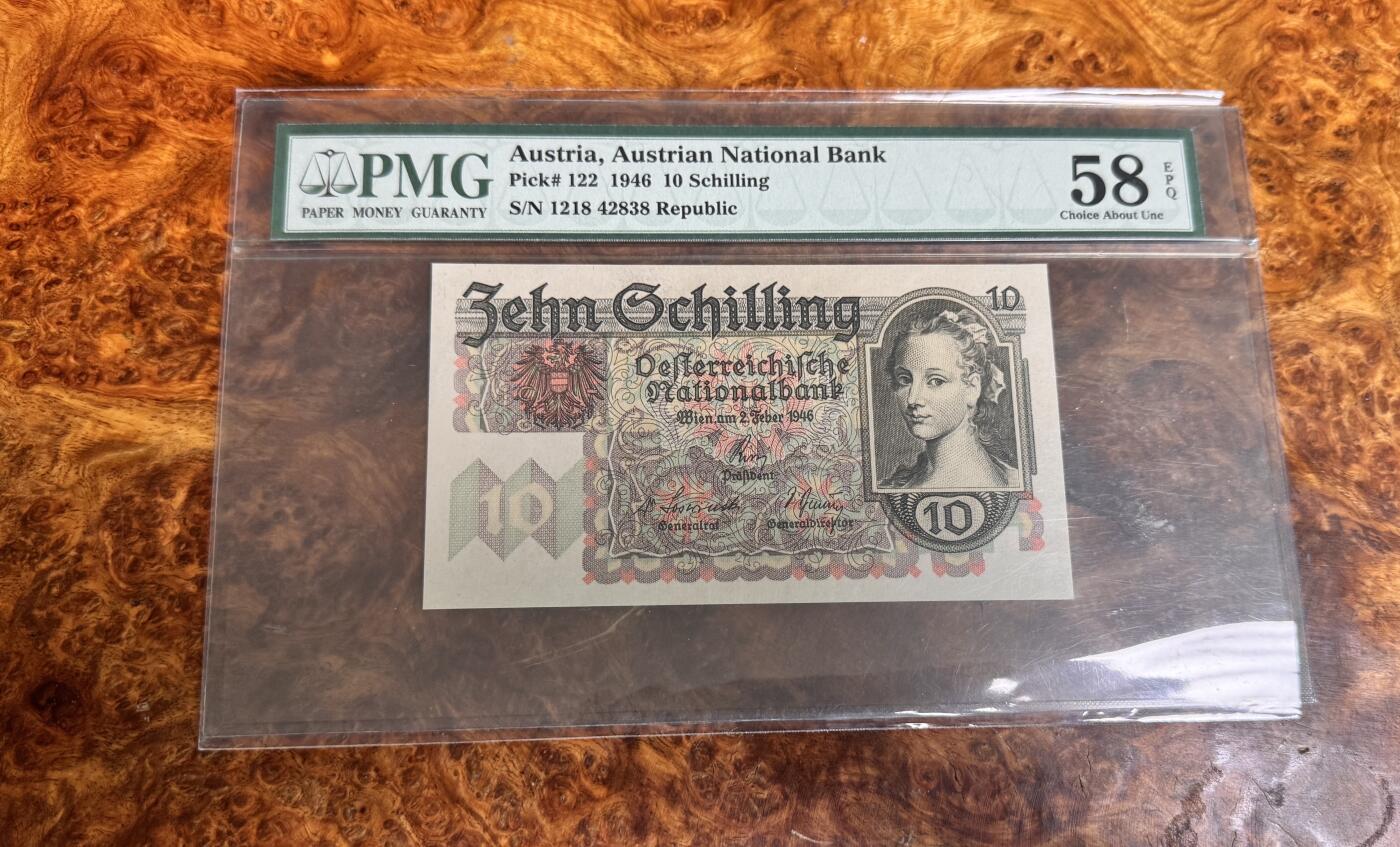 PMG
PAPER MONEY GUARANTY
Austria, Austrian National Bank
Pick# 122 1946 10 Schilling
S/N 1218 42838 Republic
58
EPQ
Choice About Unc
Zehn Schilling
10
Oesterreichische
Nationalbank
Wien am 2. Feber 1946
Präsident
Generalrat
Generaldirektor
10
10